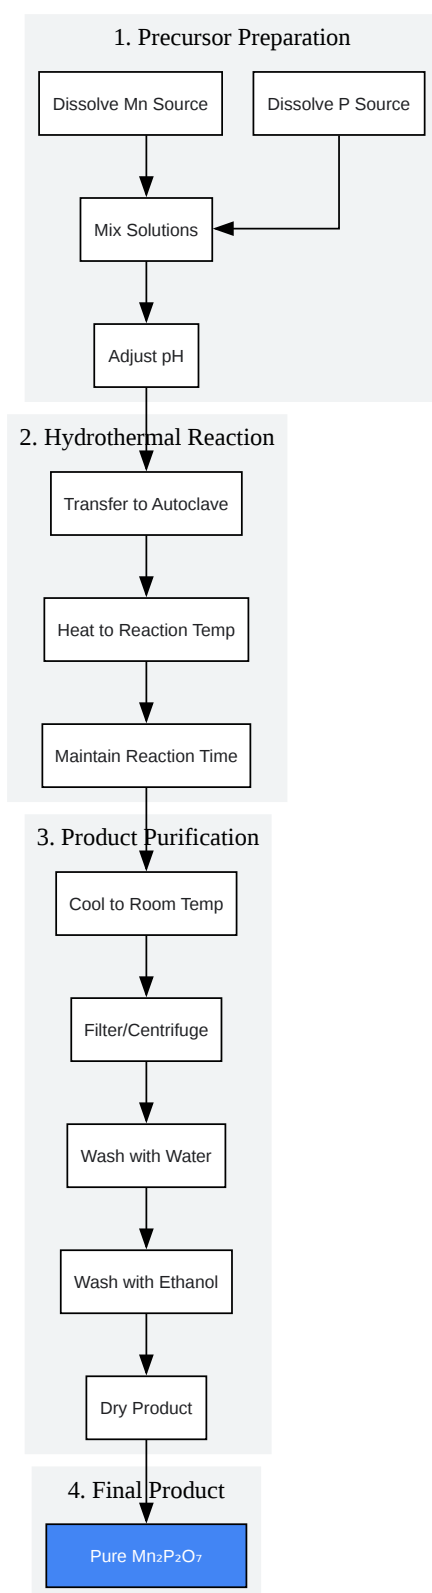 1. Precursor Preparation
Dissolve Mn Source
Dissolve P Source
Mix Solutions
Adjust pH
2. Hydrothermal Reaction
Transfer to Autoclave
Heat to Reaction Temp
Maintain Reaction Time
3. Product Purification
Cool to Room Temp
Filter/Centrifuge
Wash with Water
Wash with Ethanol
Dry Product
4. Final Product
Pure Mn₂P₂O₇